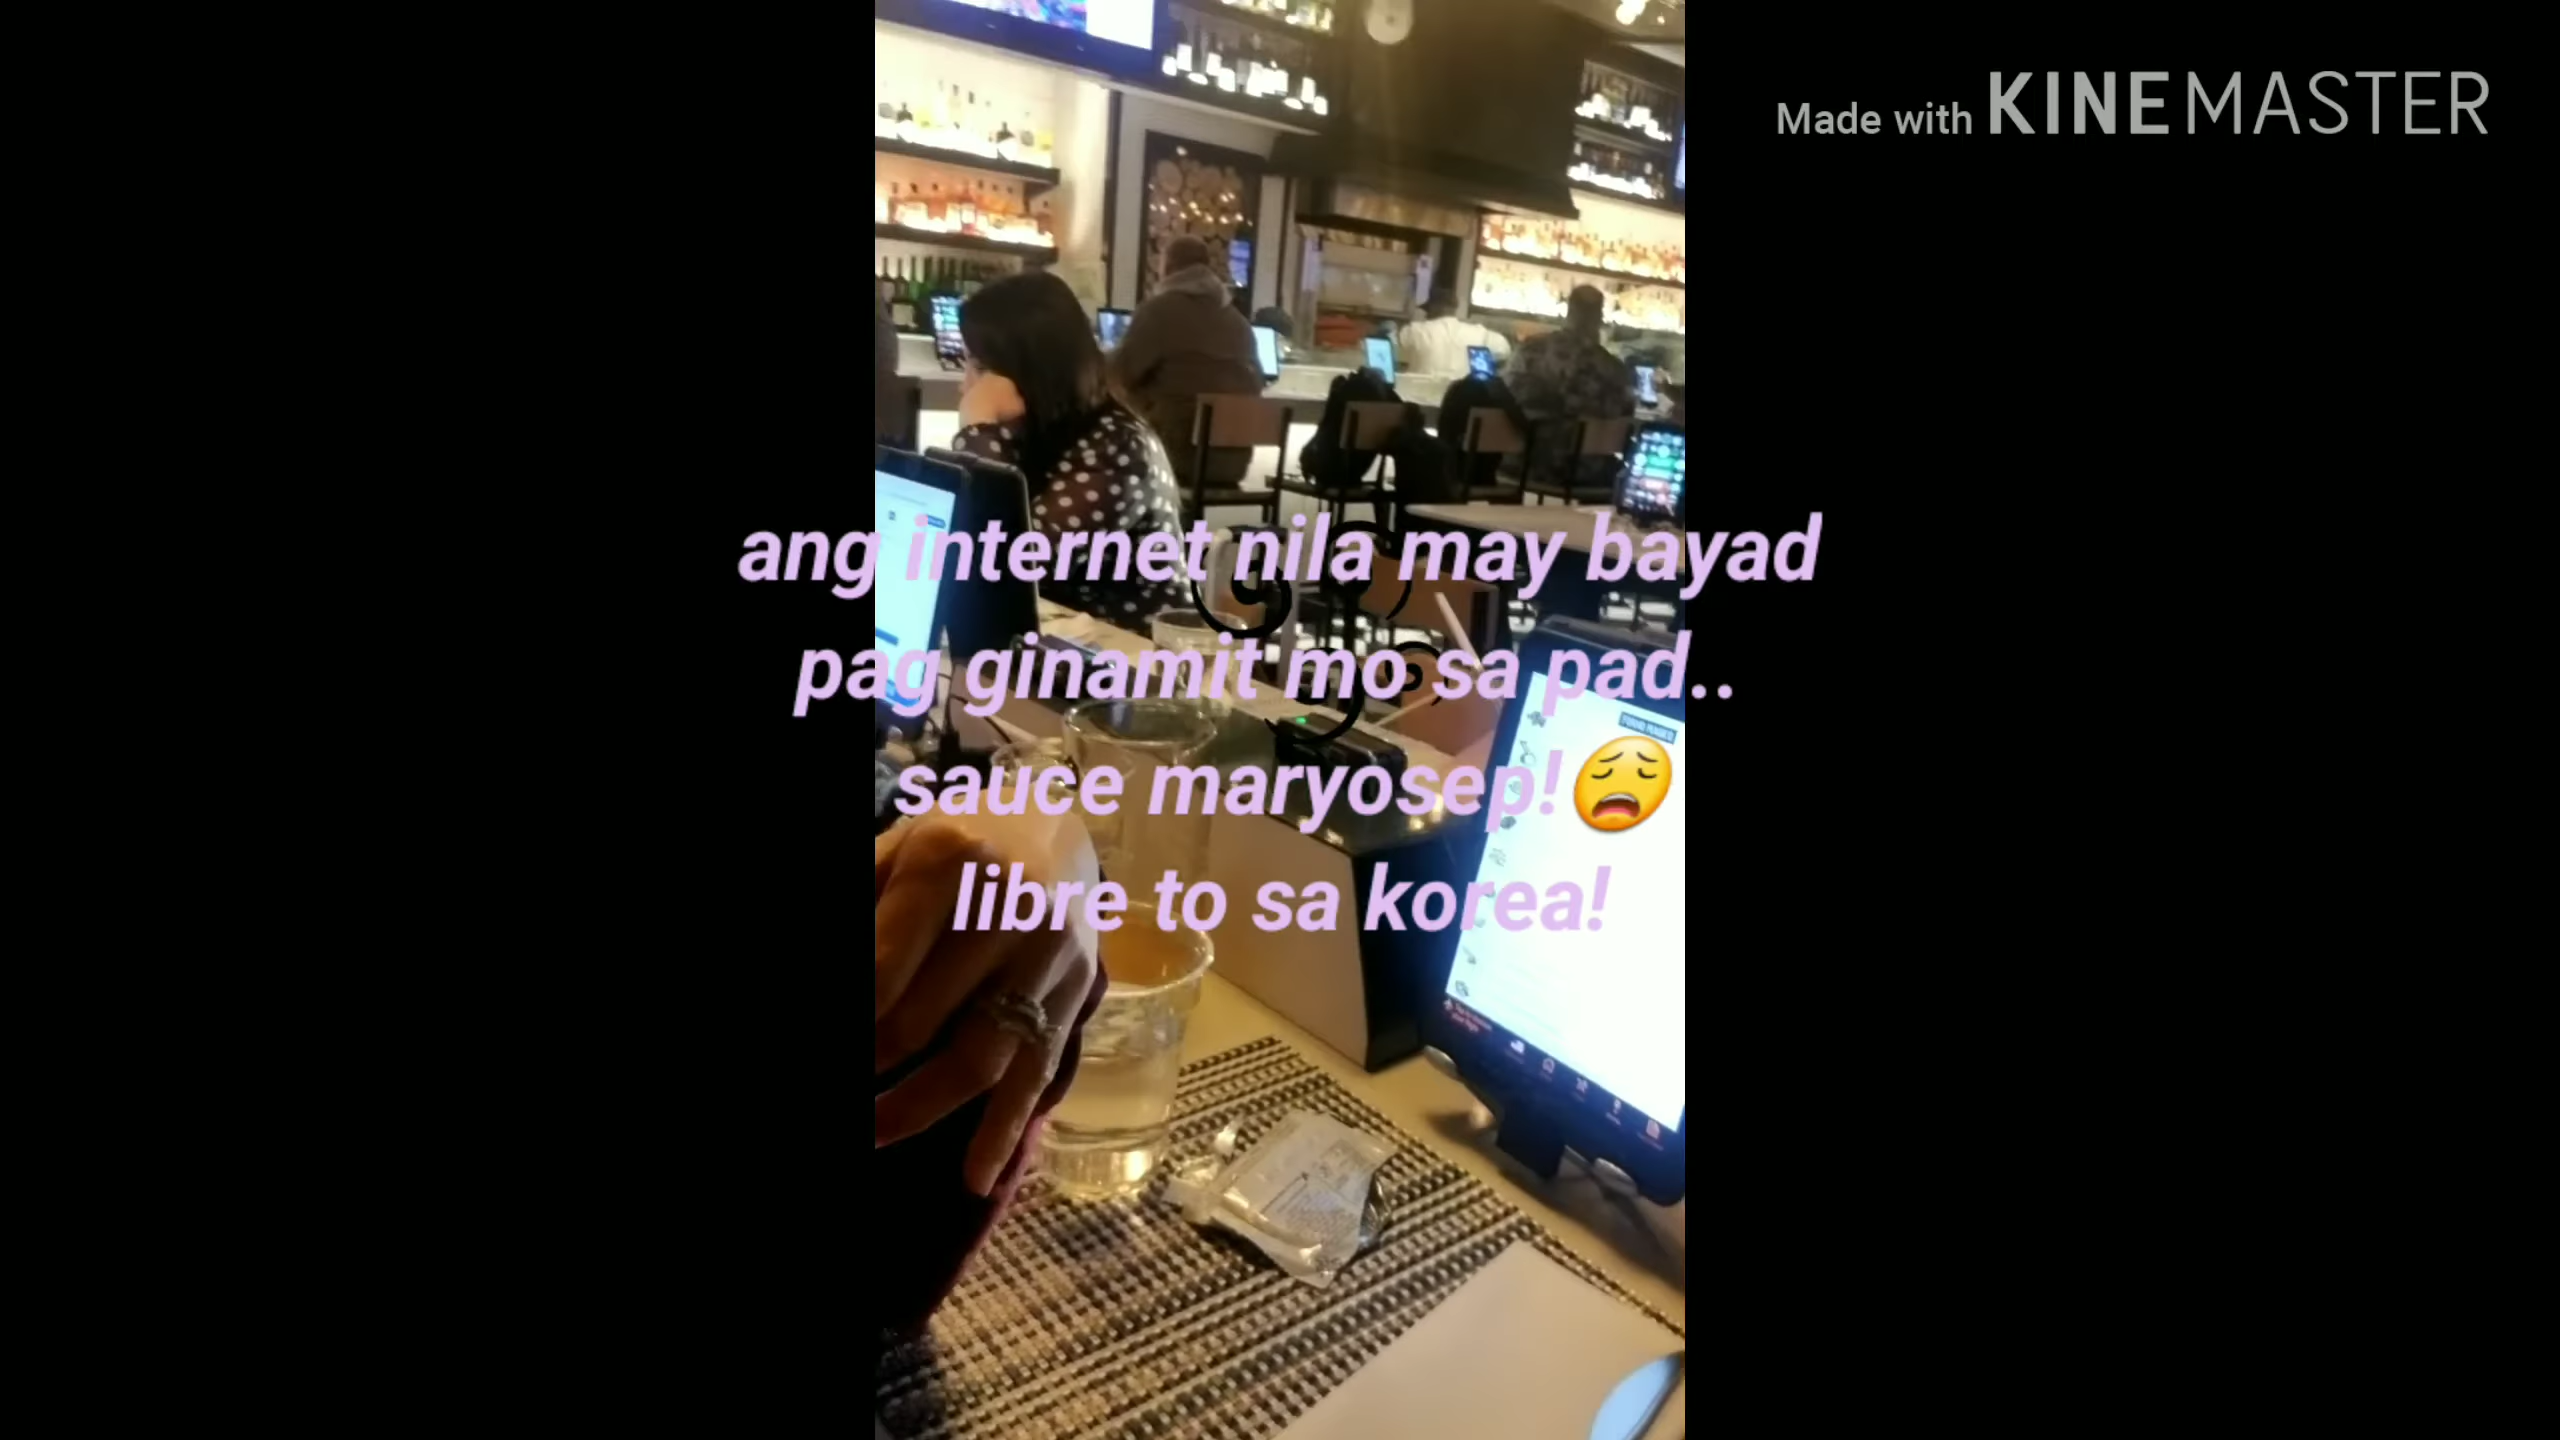 Made with KINEMASTER
ang internet nila may bayad
pag ginamit mo sa pad..
sauce maryosep!😩
libre to sa korea!